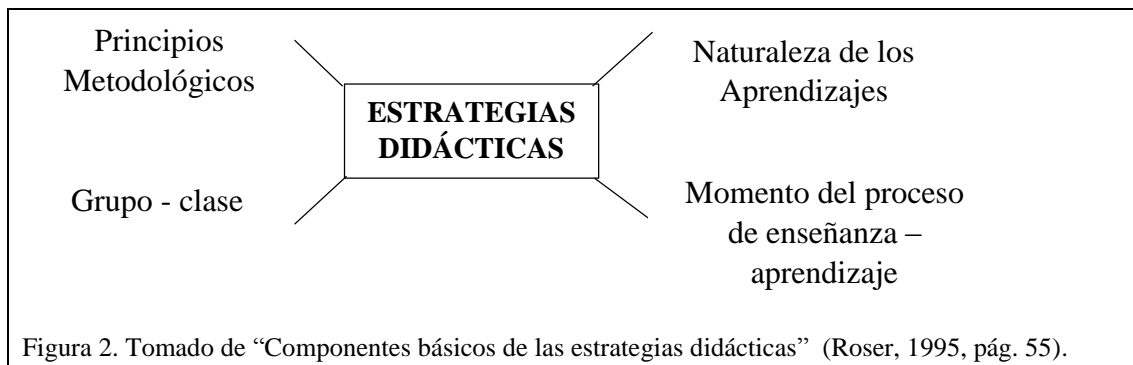 Principios
Metodológicos
Naturaleza de los
Aprendizajes
ESTRATEGIAS
DIDÁCTICAS
Grupo - clase
Momento del proceso
de enseñanza –
aprendizaje
Figura 2. Tomado de “Componentes básicos de las estrategias didácticas” (Roser, 1995, pág. 55).